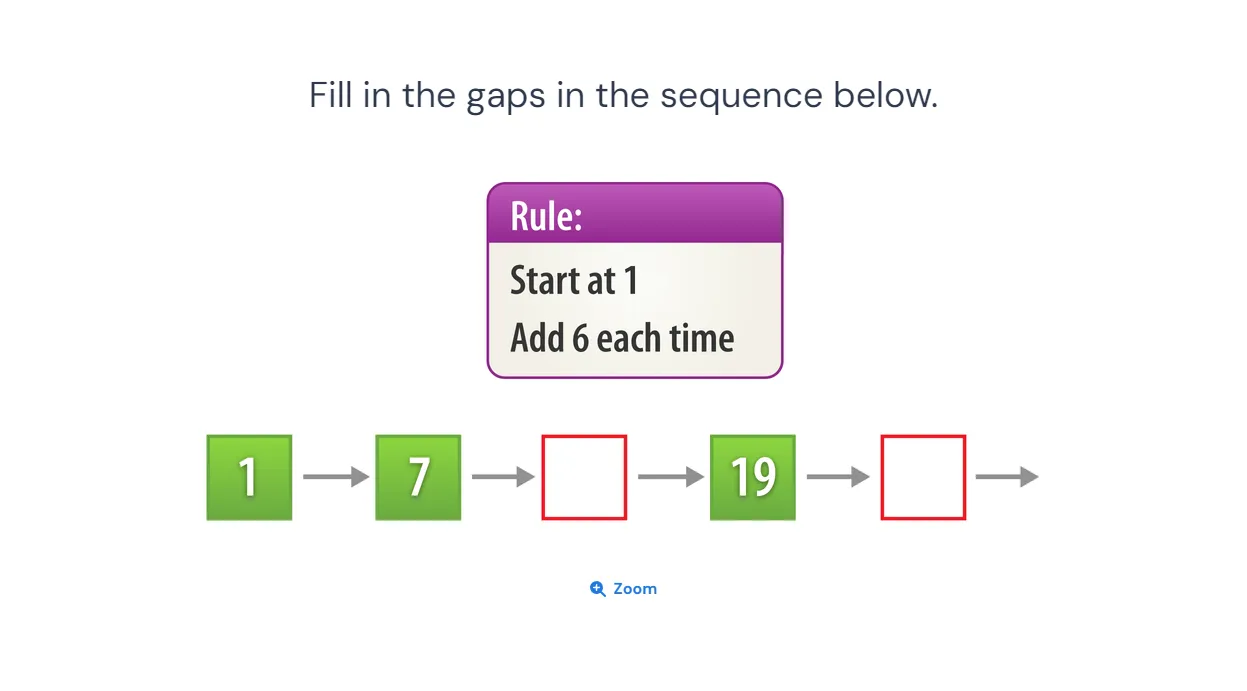 Fill in the gaps in the sequence below.
Rule:
Start at 1
Add 6 each time
1 7 19
Zoom